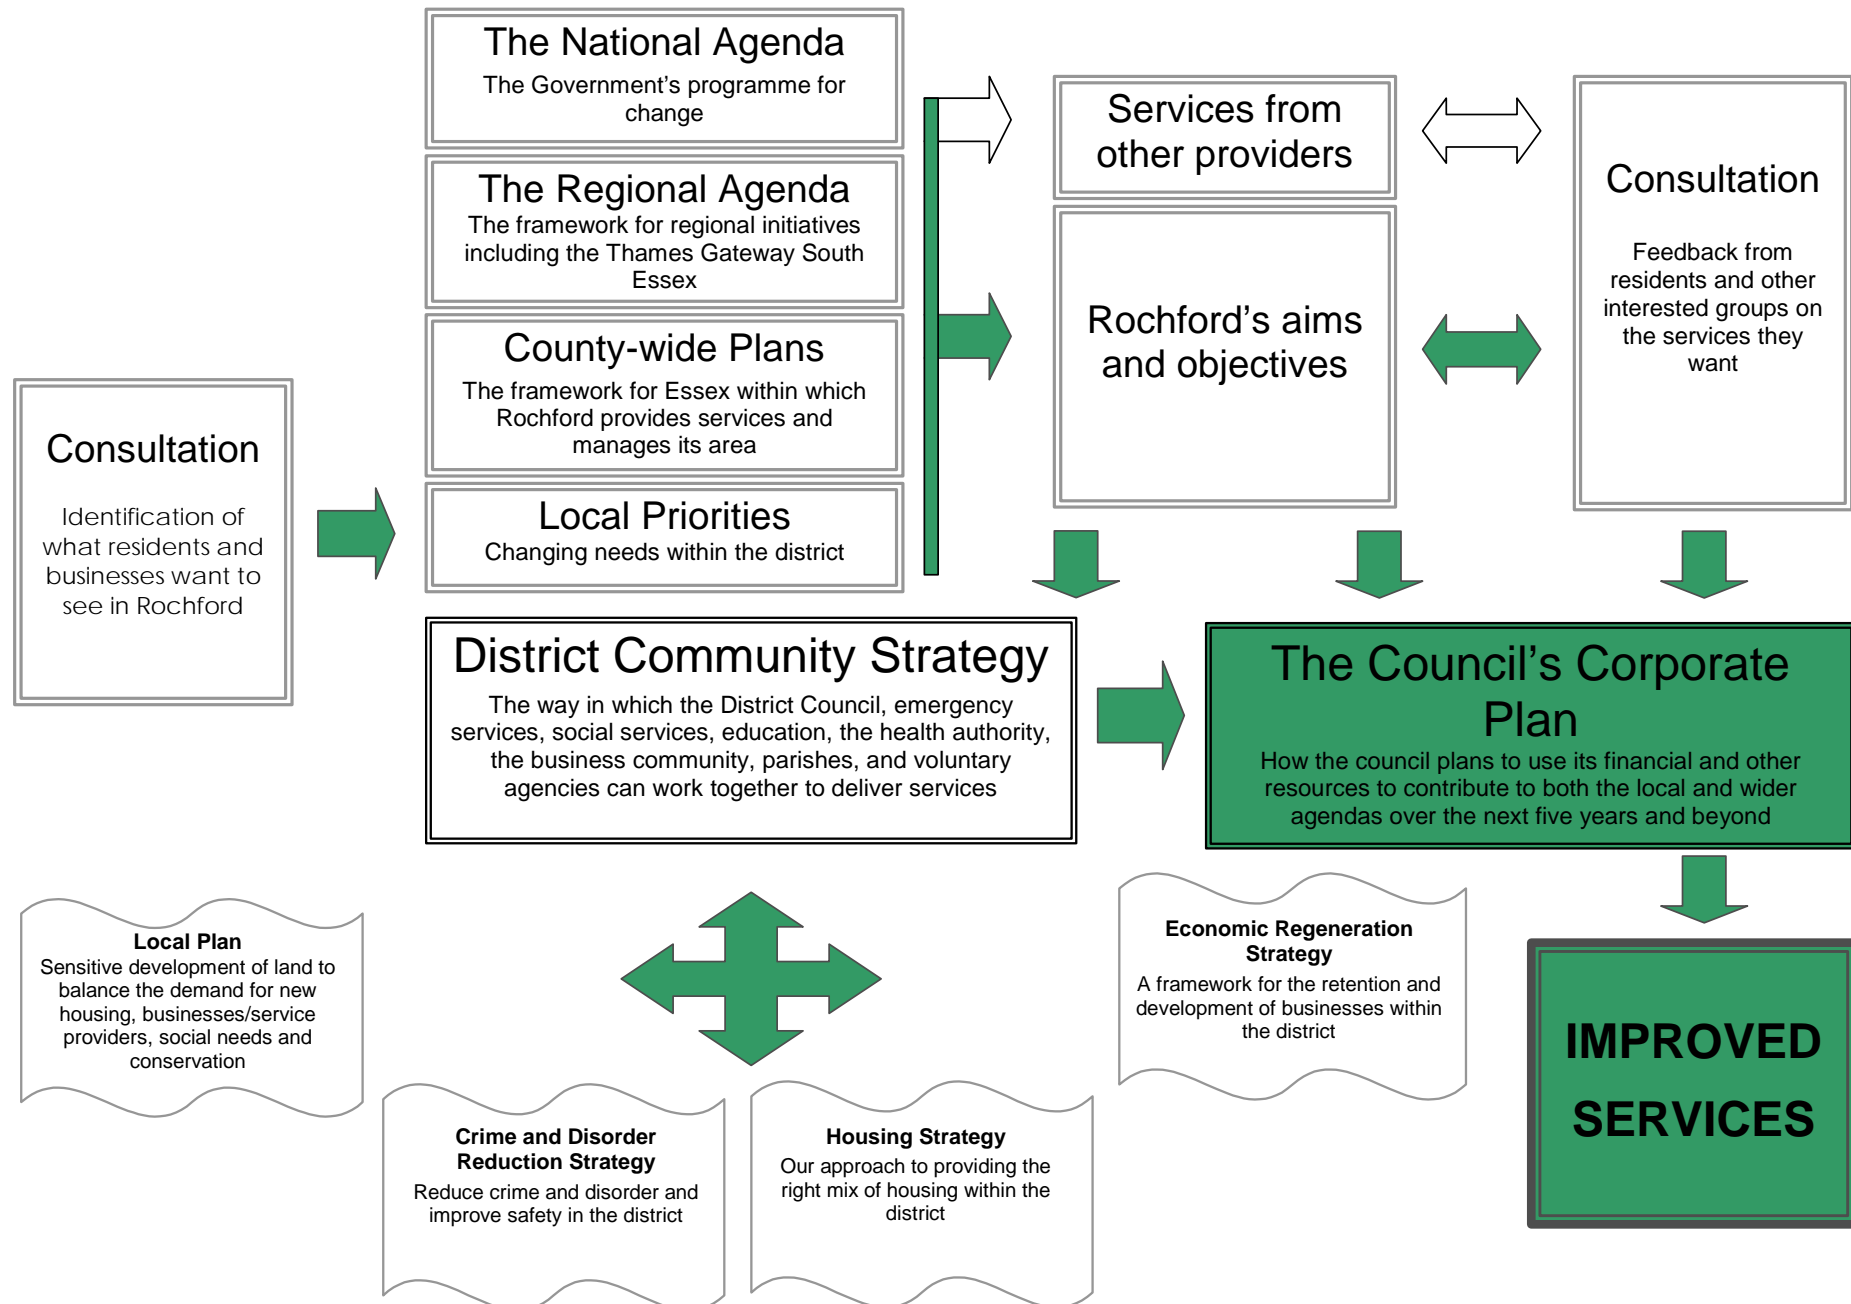 The National Agenda
The Government’s programme for
change
The Regional Agenda
The framework for regional initiatives
including the Thames Gateway South
Essex
County-wide Plans
The framework for Essex within which
Rochford provides services and
manages its area
Local Priorities
Changing needs within the district
Services from
other providers
Rochford’s aims
and objectives
Consultation
Feedback from
residents and other
interested groups on
the services they
want
Consultation
Identification of
what residents and
businesses want to
see in Rochford
District Community Strategy
The way in which the District Council, emergency
services, social services, education, the health authority,
the business community, parishes, and voluntary
agencies can work together to deliver services
The Council’s Corporate
Plan
How the council plans to use its financial and other
resources to contribute to both the local and wider
agendas over the next five years and beyond
Local Plan
Sensitive development of land to
balance the demand for new
housing, businesses/service
providers, social needs and
conservation
Crime and Disorder
Reduction Strategy
Reduce crime and disorder and
improve safety in the district
Housing Strategy
Our approach to providing the
right mix of housing within the
district
Economic Regeneration
Strategy
A framework for the retention and
development of businesses within
the district
IMPROVED
SERVICES